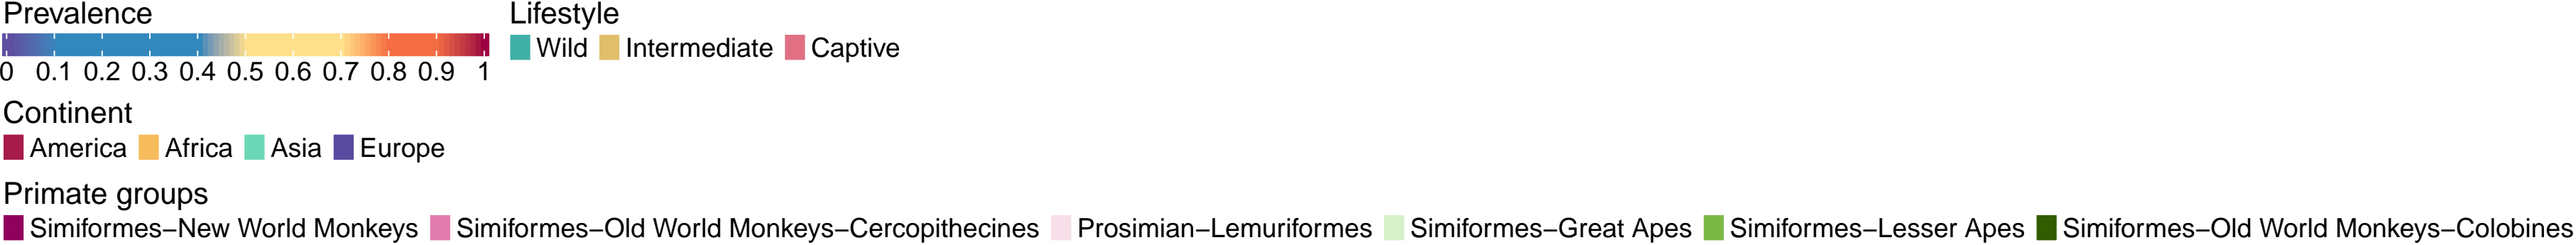 Prevalence
0 0.1 0.2 0.3 0.4 0.5 0.6 0.7 0.8 0.9 1
Lifestyle
Wild Intermediate Captive
Continent
America Africa Asia Europe
Primate groups
Simiformes−New World Monkeys Simiformes−Old World Monkeys−Cercopithecines Prosimian−Lemuriformes Simiformes−Great Apes Simiformes−Lesser Apes Simiformes−Old World Monkeys−Colobines